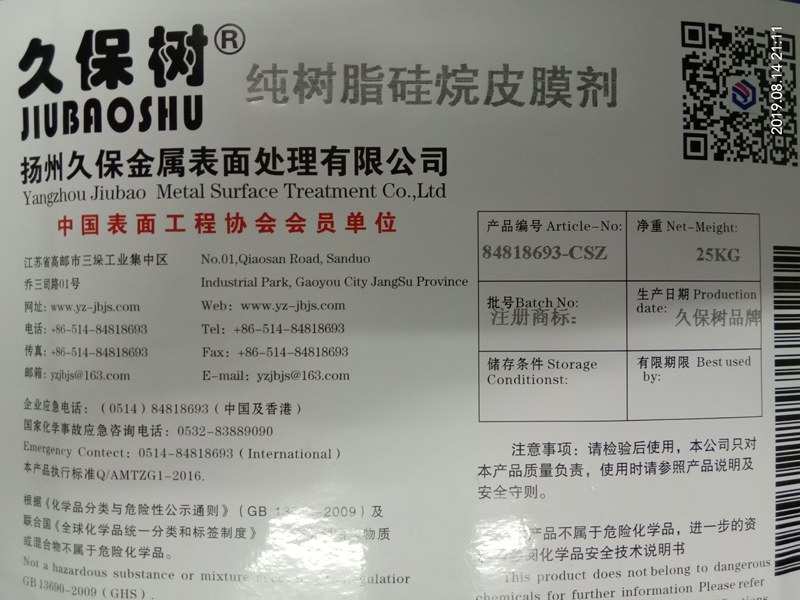 久保树®
JIUBAOSHU
纯树脂硅烷皮膜剂
2019.08.14 21:11
扬州久保金属表面处理有限公司
Yangzhou Jiubao Metal Surface Treatment Co.,Ltd
中国表面工程协会会员单位
江苏省高邮市三垛工业集中区
乔三司路01号
网址: www.yz-jbjs.com
电话: +86-514-84818693
传真: +86-514-84818693
邮箱: yzjbjs@163.com
No.01,Qiaosan Road, Sanduo
Industrial Park, Gaoyou City JangSu Province
Web: www.yz-jbjs.com
Tel: +86-514-84818693
Fax: +86-514-84818693
E-mail: yzjbjs@163.com
企业应急电话: (0514) 84818693 (中国及香港)
国家化学事故应急咨询电话: 0532-83889090
Emergency Contect: 0514-84818693 (International)
本产品执行标准Q/AMTZG1-2016.
根据《化学品分类与危险性公示通则》(GB 13 -2009) 及
联合国《全球化学品统一分类和标签制度》 物质
或混合物不属于危险化学品。
Not a hazardous substance or mixture
GB 13690-2009 (GHS).
产品编号 Article-No:
84818693-CSZ
净重 Net-Meight:
25KG
批号Batch No:
注册商标:
生产日期 Production
date:
久保树品牌
储存条件 Storage
Conditionst:
有限期限 Best used
by:
注意事项: 请检验后使用, 本公司只对
本产品质量负责, 使用时请参照产品说明及
安全守则。
产品不属于危险化学品, 进一步的资
阅化学品安全技术说明书
This product does not belong to dangerous
chemicals for further information Please refer